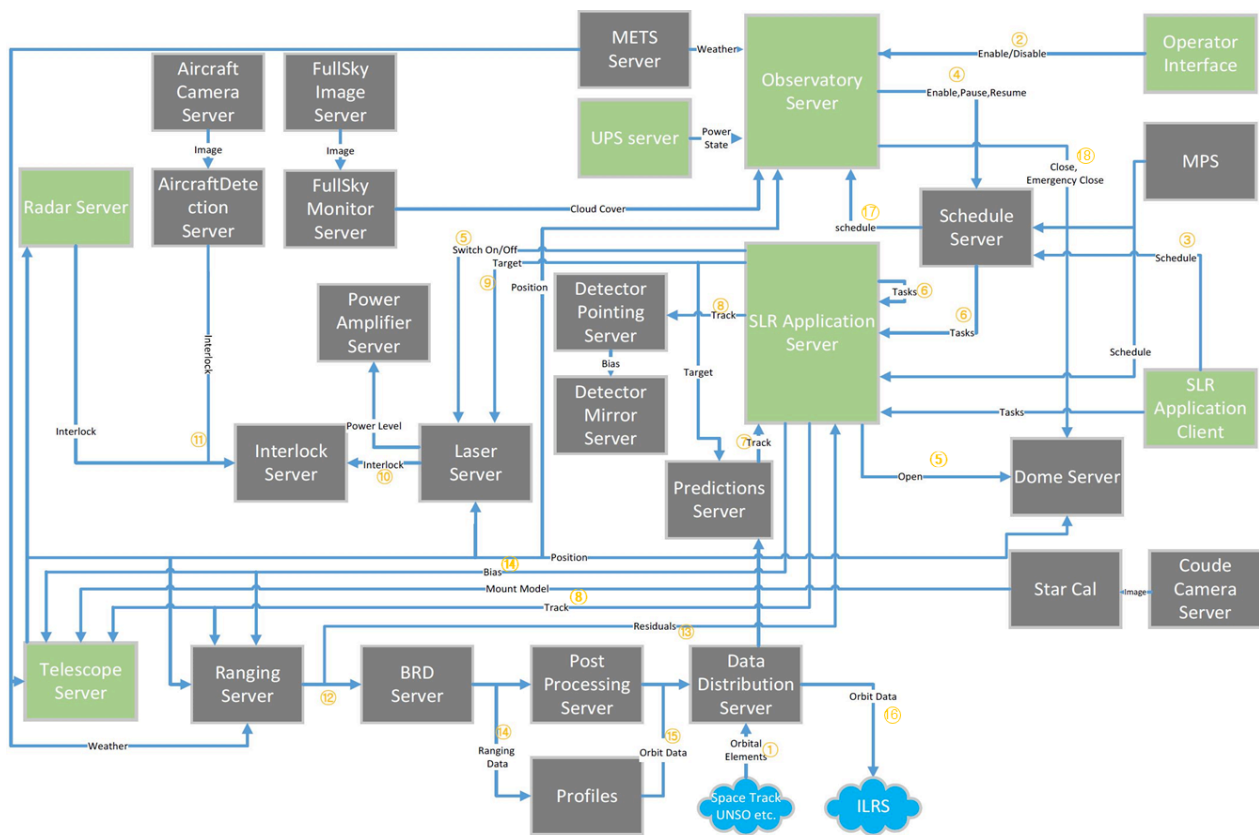 METS
Server
Weather
Observatory
Server
②
Enable/Disable
Operator
Interface
Aircraft
Camera
Server
FullSky
Image
Server
④
Enable,Pause,Resume
UPS server
Power
State
Image
Image
Close,
⑱
Emergency Close
MPS
Radar Server
AircraftDete
ction
Server
FullSky
Monitor
Server
Cloud Cover
⑰
schedule
Schedule
Server
③
Schedule
⑤
Switch On/Off
Target
⑨
Position
Power
Amplifier
Server
Detector
Pointing
Server
⑧
Track
SLR Application
Server
Tasks
⑥
⑥
Tasks
Interlock
Bias
Target
Schedule
Detector
Mirror
Server
SLR
Application
Client
Tasks
Interlock
Power Level
⑪
Interlock
Server
Interlock
⑩
Laser
Server
⑦
Track
Predictions
Server
⑤
Open
Dome Server
Position
⑭
Bias
Mount Model
Star Cal
Image
Coude
Camera
Server
⑧
Track
Residuals
⑬
Telescope
Server
Ranging
Server
⑫
BRD
Server
Post
Processing
Server
Data
Distribution
Server
Orbit Data
⑯
Weather
⑭
Ranging
Data
⑮
Orbit Data
Orbital
Elements
①
Profiles
Space Track
UNSO etc.
ILRS